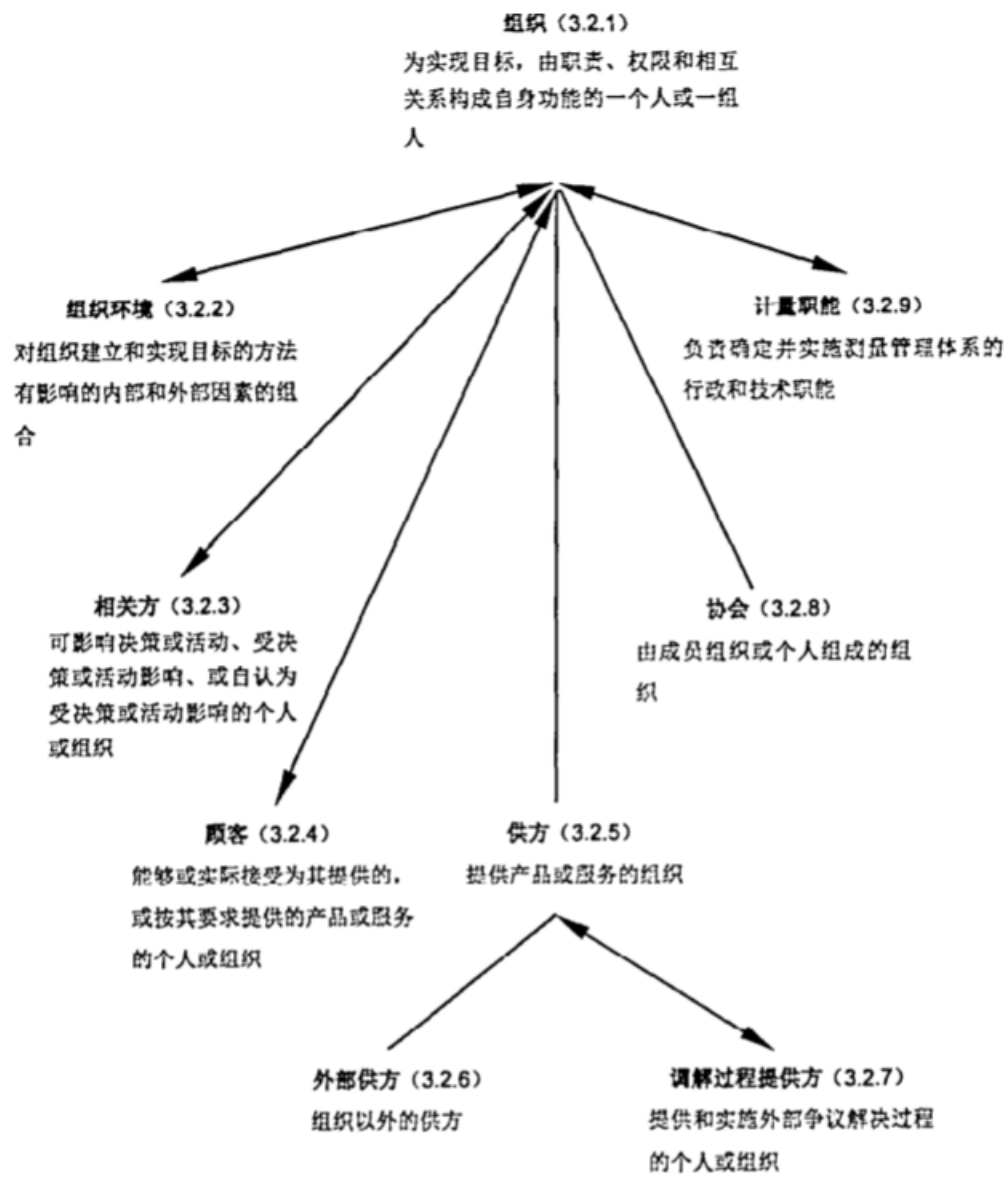 组织（3.2.1）
为实现目标，由职责、权限和相互
关系构成自身功能的一个人或一组
人
组织环境（3.2.2）
对组织建立和实现目标的方法
有影响的内部和外部因素的组
合
计量职能（3.2.9）
负责确定并实施测量管理体系的
行政和技术职能
相关方（3.2.3）
可影响决策或活动、受决
策或活动影响、或自认为
受决策或活动影响的个人
或组织
协会（3.2.8）
由成员组织或个人组成的组
织
顾客（3.2.4）
能够或实际接受为其提供的，
或按其要求提供的产品或服务
的个人或组织
供方（3.2.5）
提供产品或服务的组织
外部供方（3.2.6）
组织以外的供方
调解过程提供方（3.2.7）
提供和实施外部争议解决过程
的个人或组织